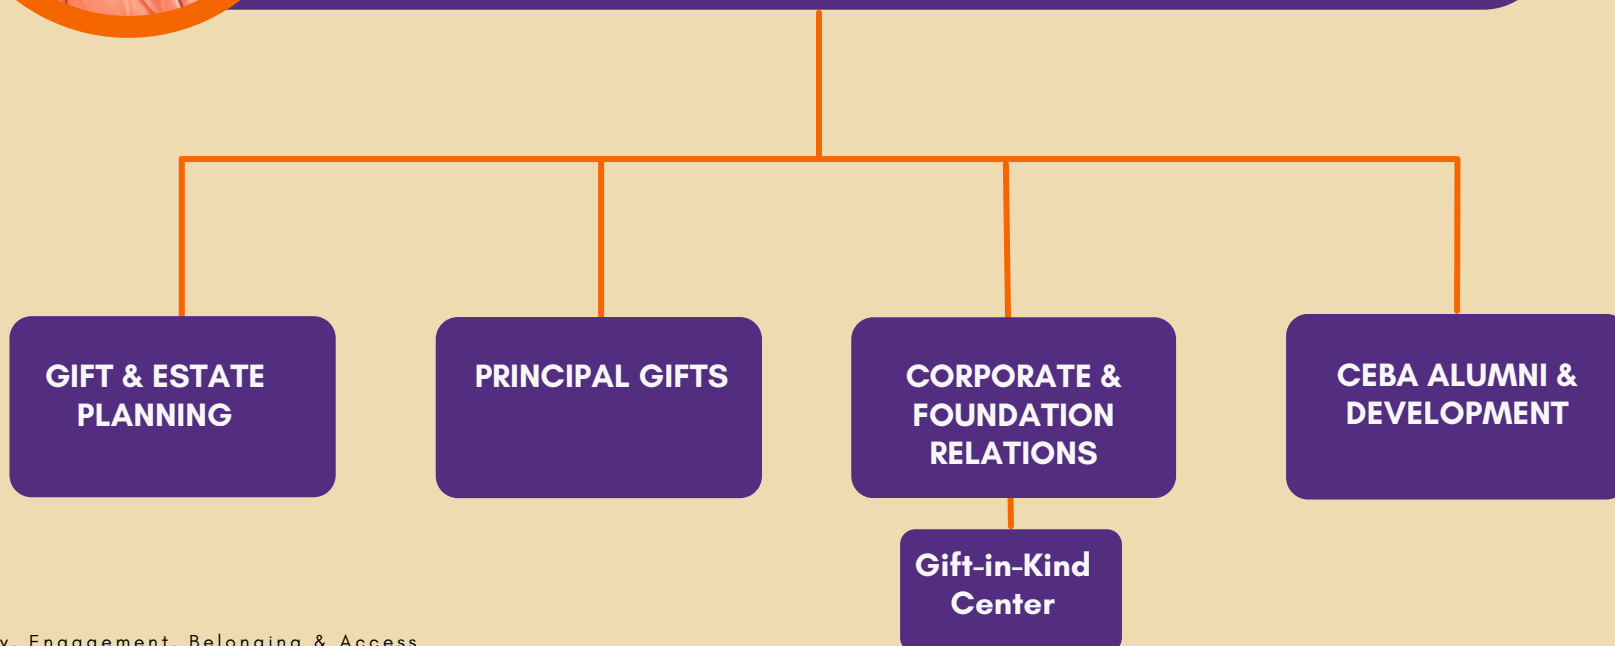 GIFT & ESTATE
PLANNING
PRINCIPAL GIFTS
CORPORATE &
FOUNDATION
RELATIONS
CEBA ALUMNI &
DEVELOPMENT
Gift-in-Kind
Center
Engagement, Belonging & Access